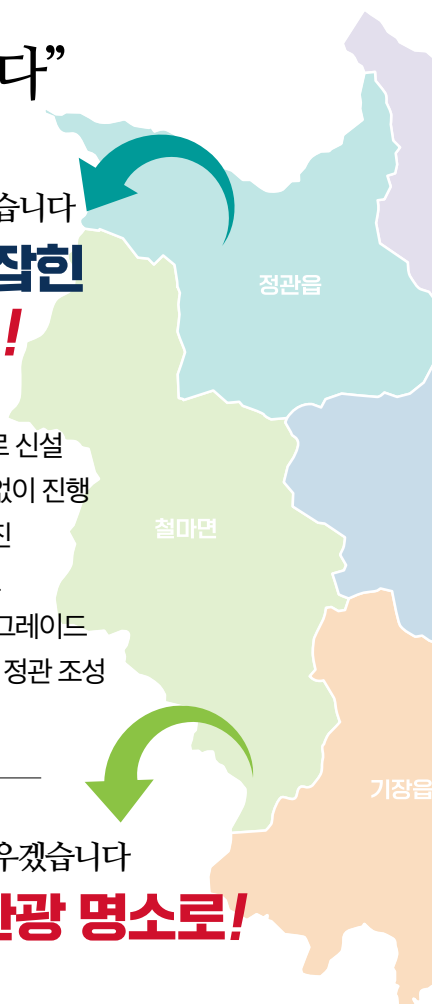 다”
습니다
잡힌
!
정관읍
로 신설
없이 진행
진
철마면
그레이드
정관 조성
기장읍
우겠습니다
관광 명소로!